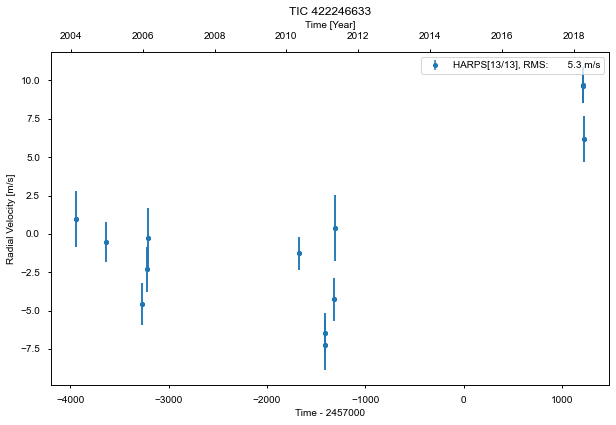 TIC 422246633
Time [Year]
2004 2006 2008 2010 2012 2014 2016 2018
HARPS[13/13], RMS: 5.3 m/s
10.0
7.5
5.0
2.5
0.0
−2.5
−5.0
−7.5
Radial Velocity [m/s]
−4000 −3000 −2000 −1000 0 1000
Time - 2457000